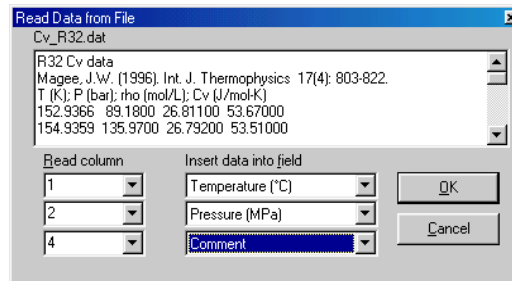 Read Data from File
Cv_R32.dat
R32 Cv data
Magee, J.W. (1996). Int. J. Thermophysics 17(4): 803-822.
T (K); P (bar); rho (mol/L); Cv (J/mol-K)
152.9366 89.1800 26.81100 53.67000
154.9359 135.9700 26.79200 53.51000
Read column Insert data into field
1 Temperature (°C) OK
2 Pressure (MPa) Cancel
4 Comment